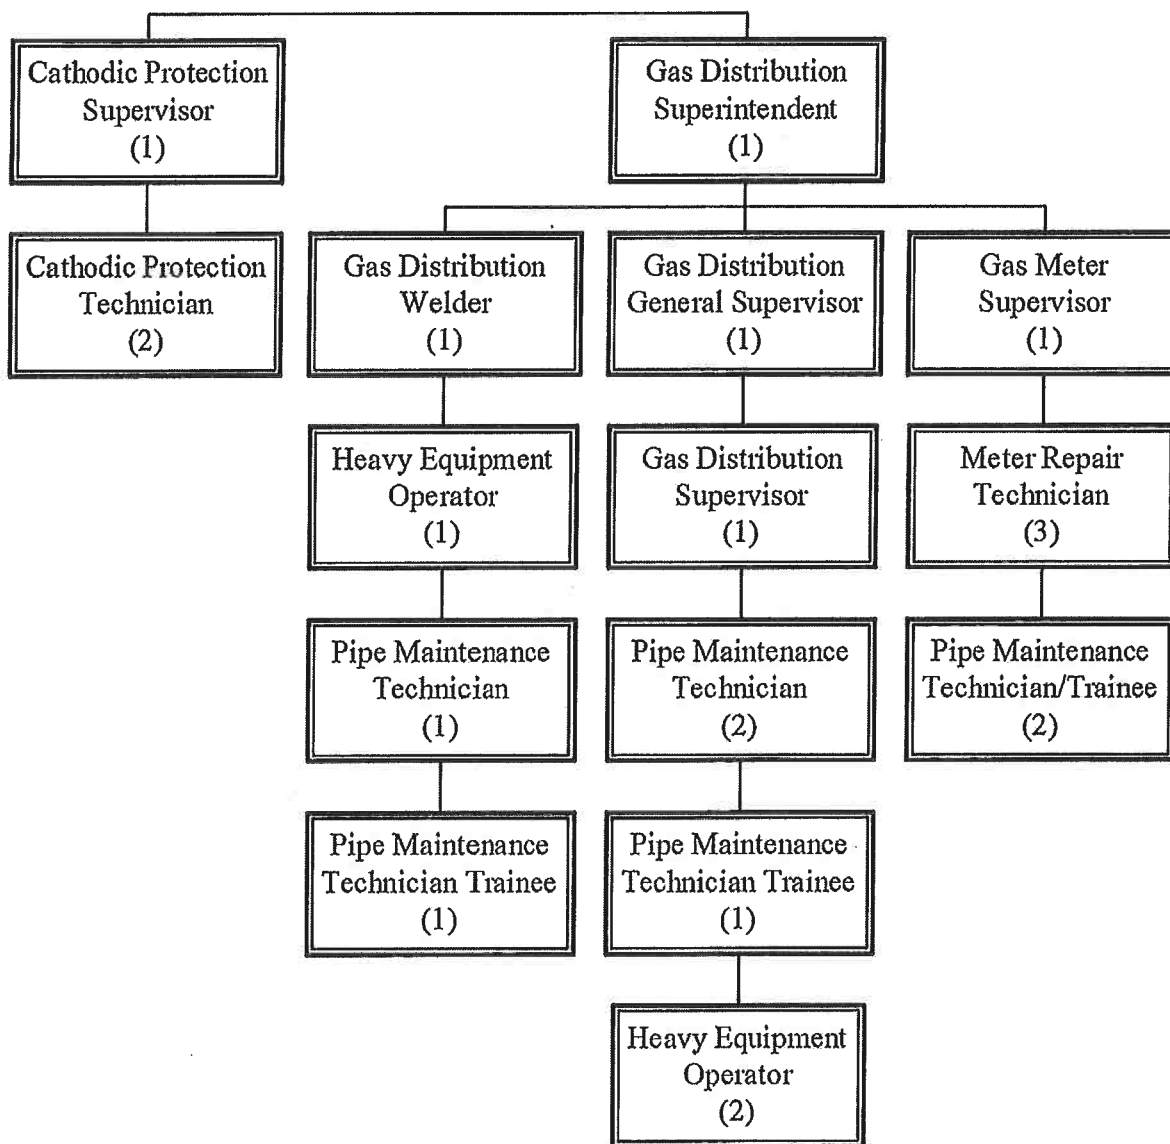 Cathodic Protection
Supervisor
(1)
Gas Distribution
Superintendent
(1)
Cathodic Protection
Technician
(2)
Gas Distribution
Welder
(1)
Gas Distribution
General Supervisor
(1)
Gas Meter
Supervisor
(1)
Heavy Equipment
Operator
(1)
Gas Distribution
Supervisor
(1)
Meter Repair
Technician
(3)
Pipe Maintenance
Technician
(1)
Pipe Maintenance
Technician
(2)
Pipe Maintenance
Technician/Trainee
(2)
Pipe Maintenance
Technician Trainee
(1)
Pipe Maintenance
Technician Trainee
(1)
Heavy Equipment
Operator
(2)